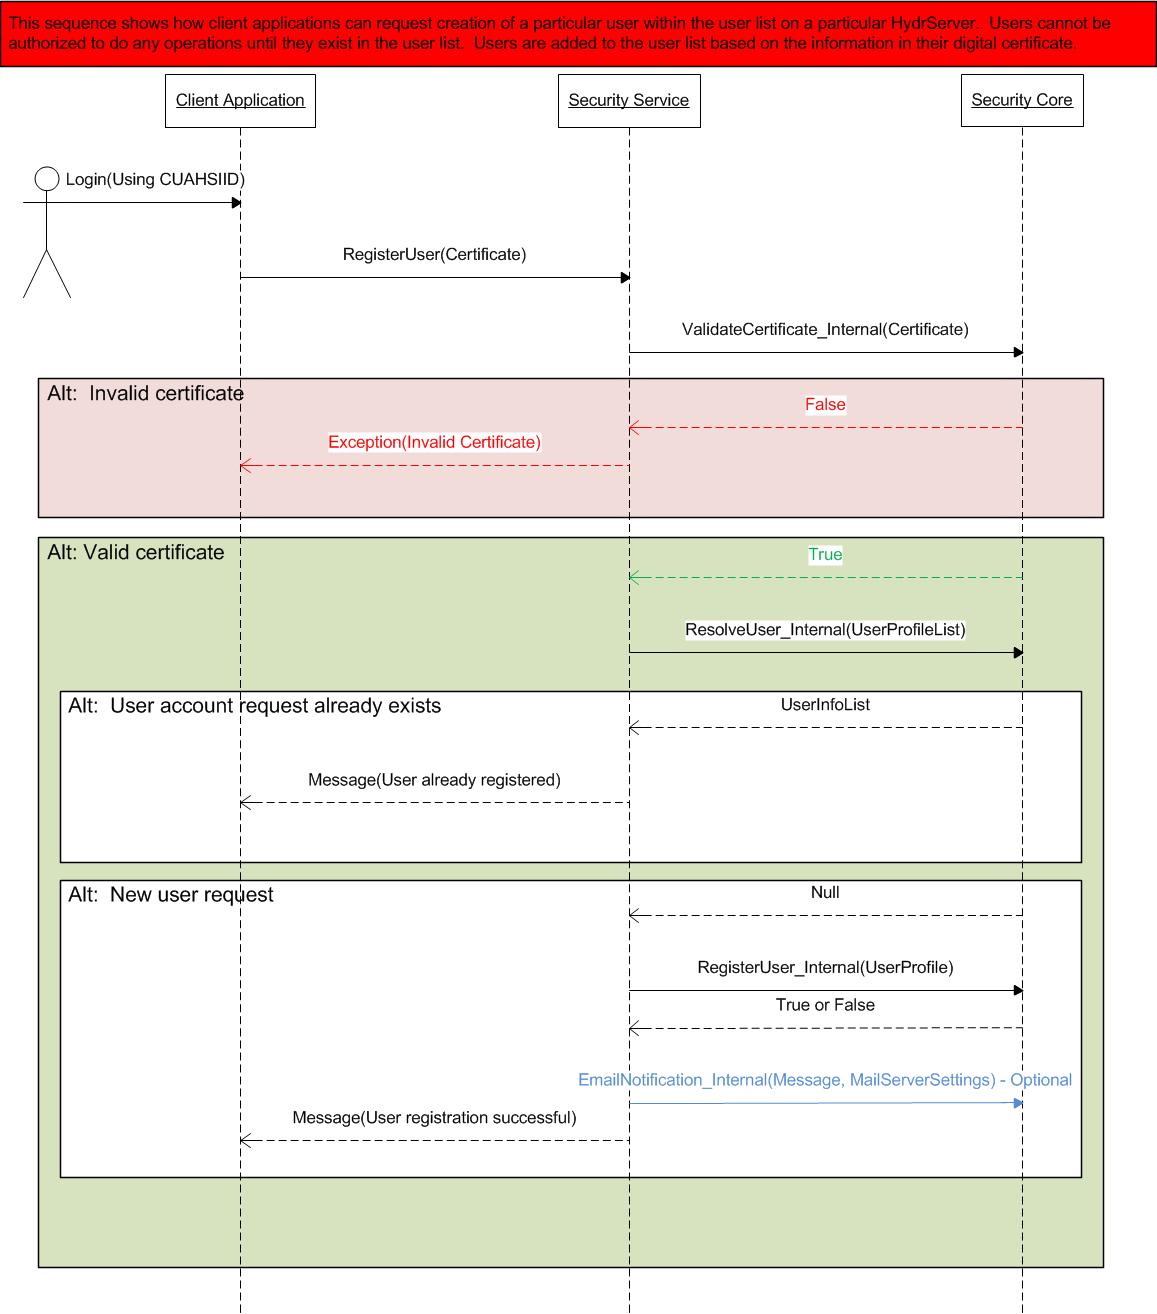 This sequence shows how client applications can request creation of a particular user within the user list on a particular HydrServer.  Users cannot be
authorized to do any operations until they exist in the user list.  Users are added to the user list based on the information in their digital certificate.
Client Application
Security Service
Security Core
Login(Using CUAHSIID)
RegisterUser(Certificate)
ValidateCertificate_Internal(Certificate)
Alt:  Invalid certificate
False
Exception(Invalid Certificate)
Alt: Valid certificate
True
ResolveUser_Internal(UserProfileList)
Alt:  User account request already exists
UserInfoList
Message(User already registered)
Alt:  New user request
Null
RegisterUser_Internal(UserProfile)
True or False
EmailNotification_Internal(Message, MailServerSettings) - Optional
Message(User registration successful)